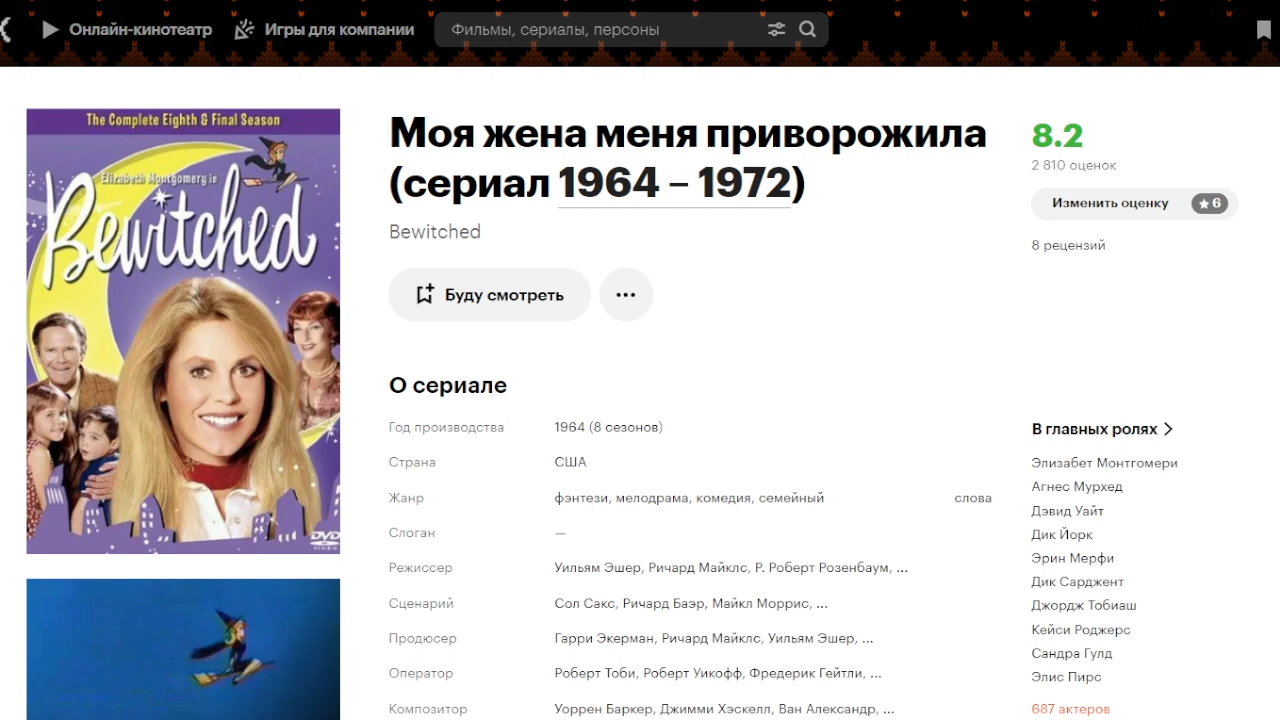 Онлайн-кинотеатр
Игры для компании
Фильмы, сериалы, персоны
The Complete Eighth & Final Season
Elizabeth Montgomery in
Bewitched
DVD
VIDEO
Моя жена меня приворожила
(сериал 1964 – 1972)
Bewitched
Буду смотреть
8.2
2 810 оценок
Изменить оценку ★ 6
8 рецензий
О сериале
Год производства 1964 (8 сезонов)
Страна США
Жанр фэнтези, мелодрама, комедия, семейный слова
Слоган —
Режиссер Уильям Эшер, Ричард Майклс, Р. Роберт Розенбаум, ...
Сценарий Сол Сакс, Ричард Баэр, Майкл Моррис, ...
Продюсер Гарри Экерман, Ричард Майклс, Уильям Эшер, ...
Оператор Роберт Тоби, Роберт Уикофф, Фредерик Гейтли, ...
Композитор Уоррен Баркер, Джимми Хэскелл, Ван Александр, ...
В главных ролях
Элизабет Монтгомери
Агнес Мурхед
Дэвид Уайт
Дик Йорк
Эрин Мерфи
Дик Сарджент
Джордж Тобиаш
Кейси Роджерс
Сандра Гулд
Элис Пирс
687 актеров